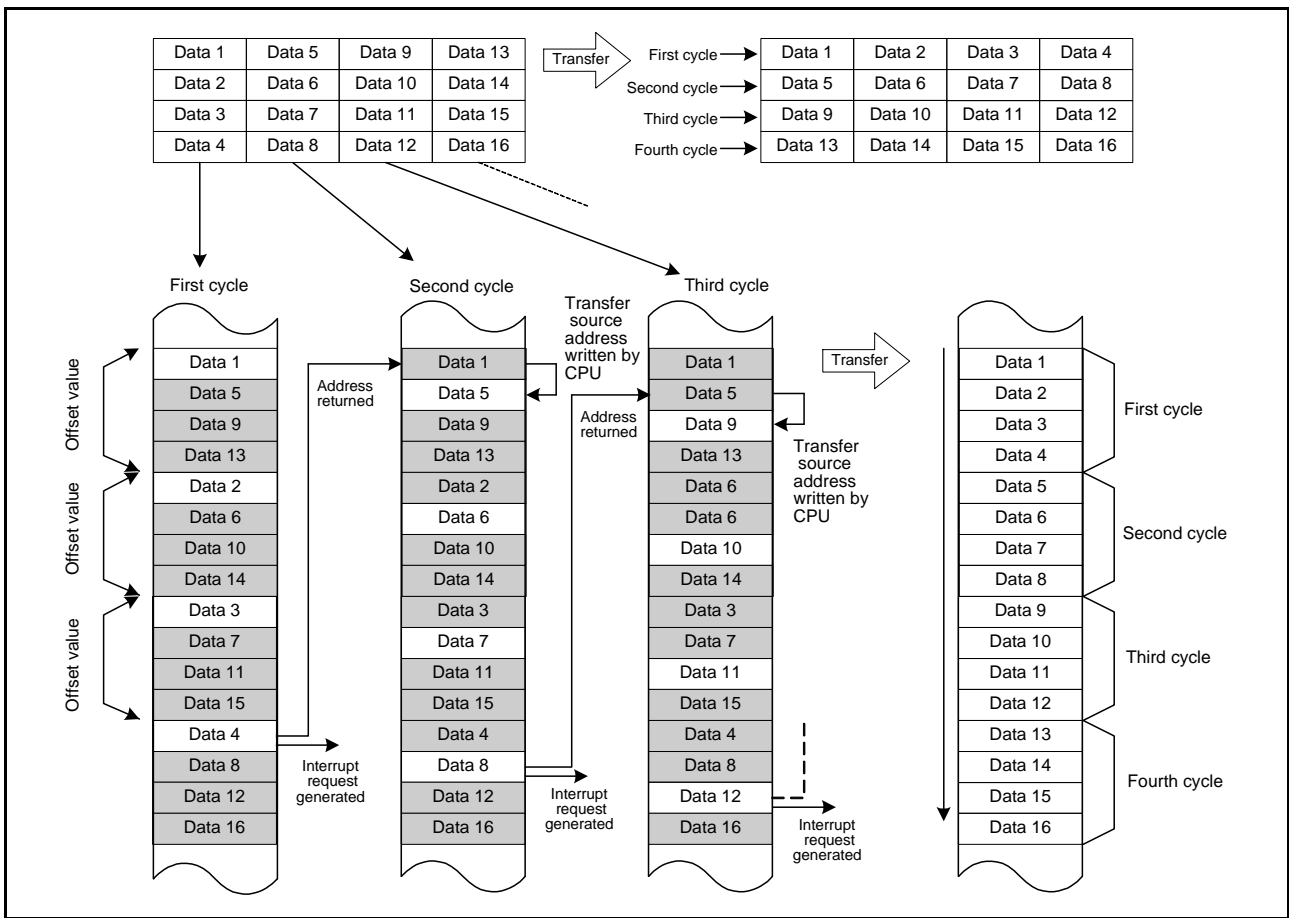 Data 1 Data 5 Data 9 Data 13
Data 2 Data 6 Data 10 Data 14
Data 3 Data 7 Data 11 Data 15
Data 4 Data 8 Data 12 Data 16
Transfer
First cycle Data 1 Data 2 Data 3 Data 4
Second cycle Data 5 Data 6 Data 7 Data 8
Third cycle Data 9 Data 10 Data 11 Data 12
Fourth cycle Data 13 Data 14 Data 15 Data 16
First cycle
Offset value
Offset value
Offset value
Data 1
Data 5
Data 9
Data 13
Data 2
Data 6
Data 10
Data 14
Data 3
Data 7
Data 11
Data 15
Data 4
Data 8
Data 12
Data 16
Address
returned
Interrupt
request
generated
Second cycle
Data 1
Data 5
Data 9
Data 13
Data 2
Data 6
Data 10
Data 14
Data 3
Data 7
Data 11
Data 15
Data 4
Data 8
Data 12
Data 16
Transfer
source
address
written by
CPU
Address
returned
Interrupt
request
generated
Third cycle
Data 1
Data 5
Data 9
Data 13
Data 6
Data 6
Data 10
Data 14
Data 3
Data 7
Data 11
Data 15
Data 4
Data 8
Data 12
Data 16
Transfer
source
address
written by
CPU
Interrupt
request
generated
Transfer
Data 1
Data 2
Data 3
Data 4
Data 5
Data 6
Data 7
Data 8
Data 9
Data 10
Data 11
Data 12
Data 13
Data 14
Data 15
Data 16
First cycle
Second cycle
Third cycle
Fourth cycle